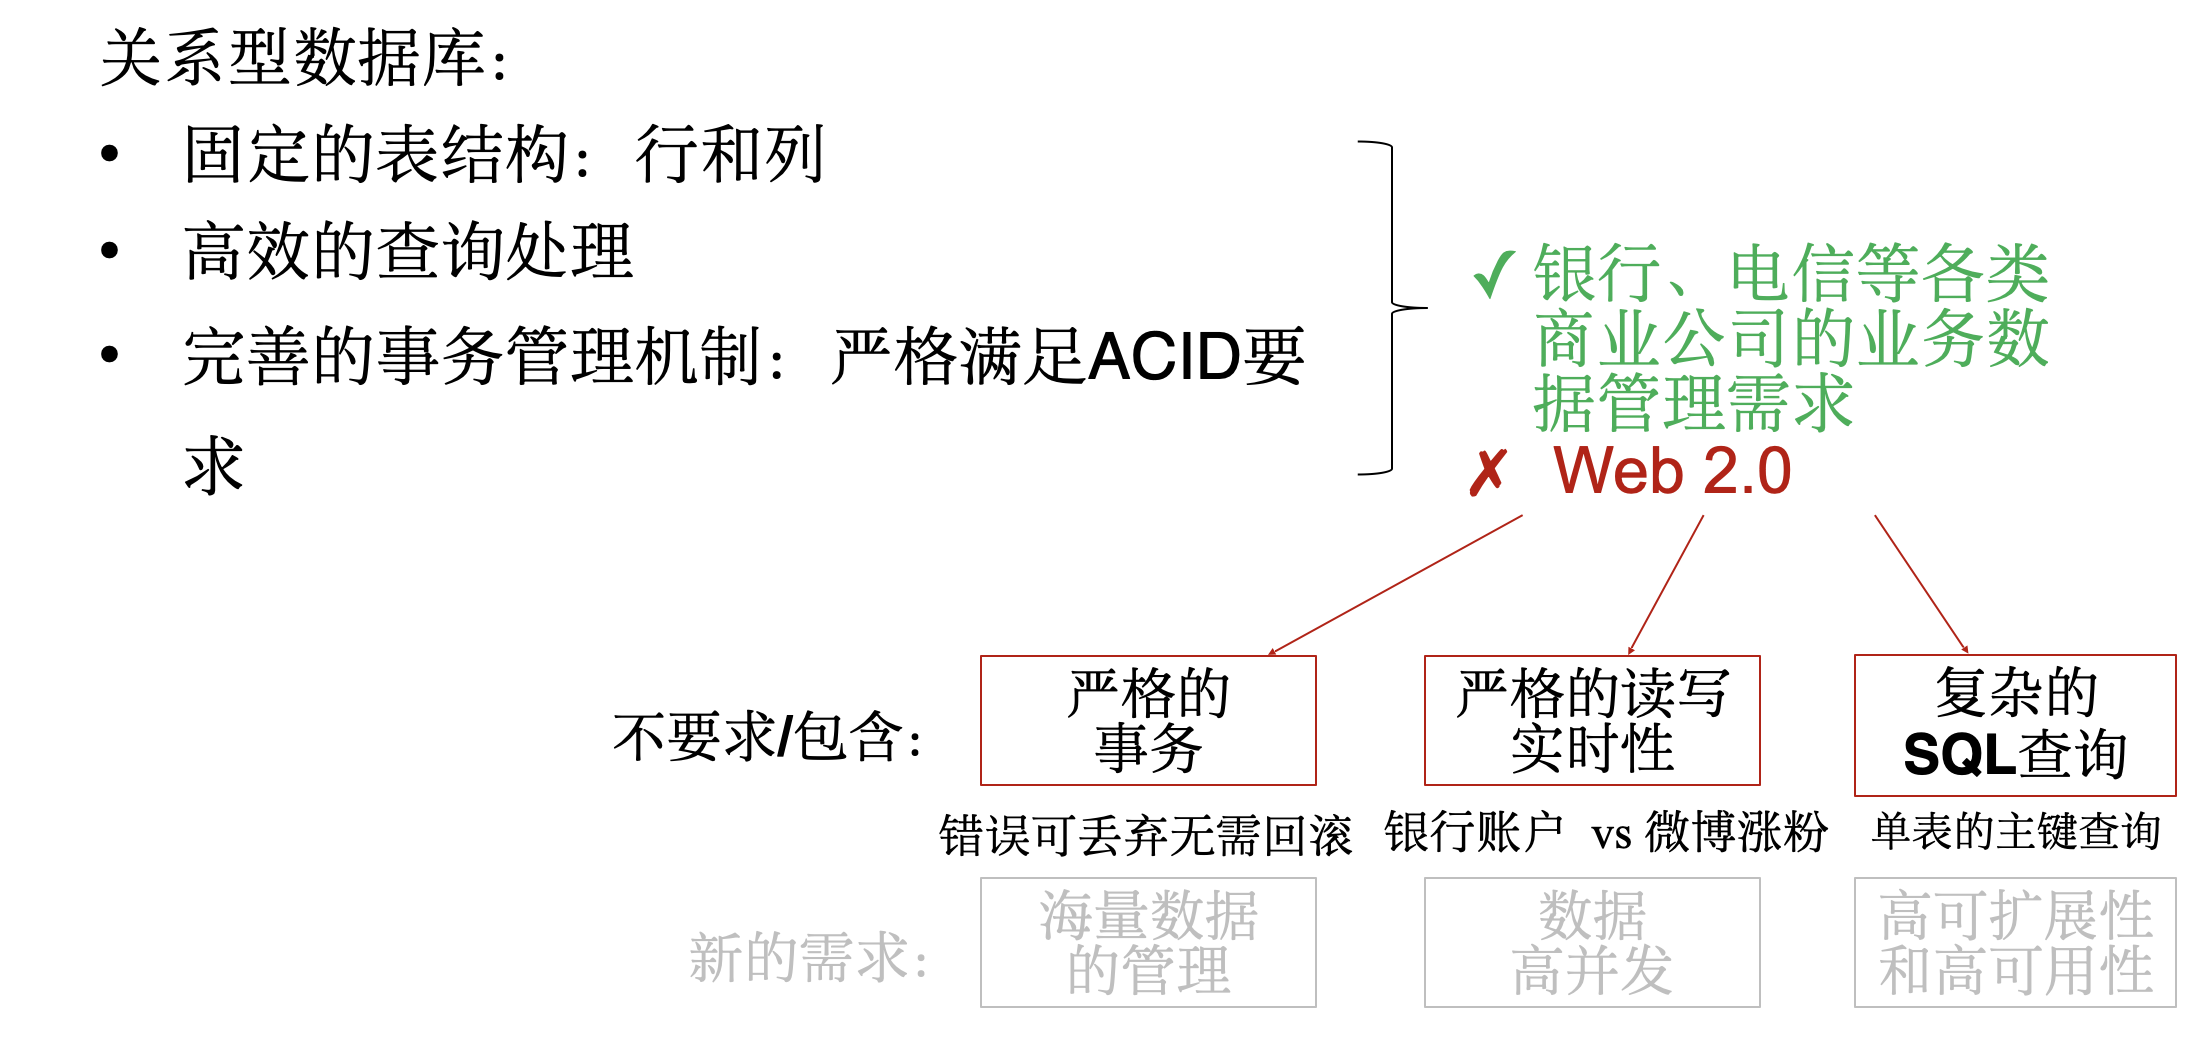 关系型数据库：
• 固定的表结构：行和列
• 高效的查询处理
• 完善的事务管理机制：严格满足ACID要
求
✓ 银行、电信等各类
商业公司的业务数
据管理需求
✗ Web 2.0
不要求/包含：
严格的
事务
严格的读写
实时性
复杂的
SQL查询
错误可丢弃无需回滚
银行账户 vs 微博涨粉
单表的主键查询
新的需求：
海量数据
的管理
数据
高并发
高可扩展性
和高可用性